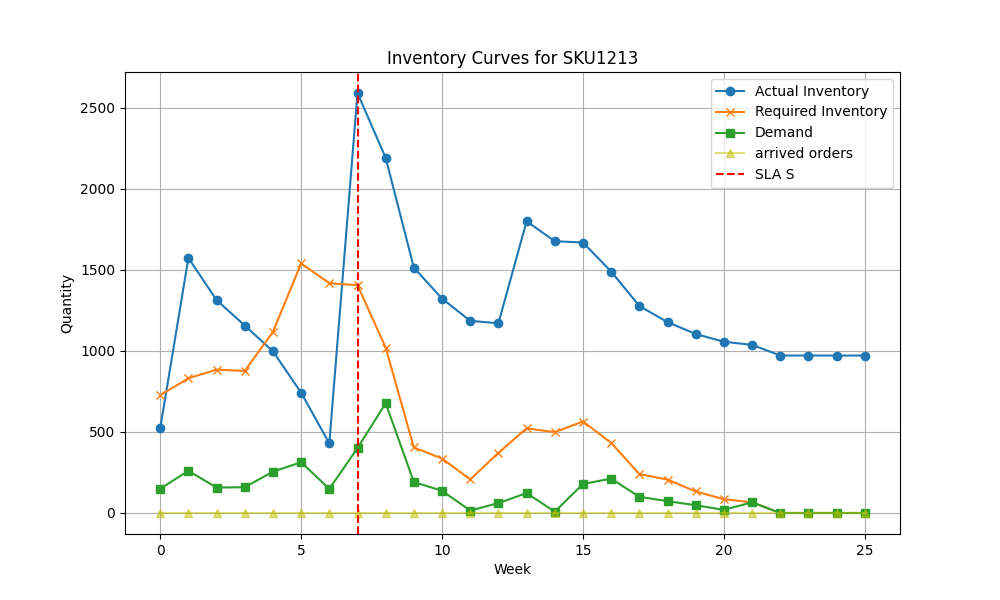 Inventory Curves for SKU1213
Actual Inventory
Required Inventory
Demand
arrived orders
SLA S
Quantity
2500
2000
1500
1000
500
0
0 5 10 15 20 25
Week